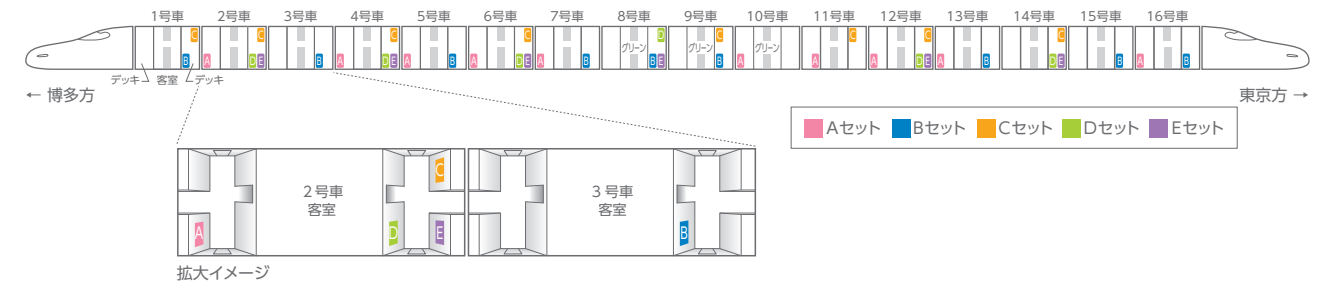 1号車 2号車 3号車 4号車 5号車 6号車 7号車 8号車 9号車 10号車 11号車 12号車 13号車 14号車 15号車 16号車
C C C C D C C C C
グリーン グリーン グリーン
B A D E B A D E A B A D E A B B E B A A A D E A B D E B A B
デッキ 客室 デッキ
← 博多方
東京方 →
Aセット Bセット Cセット Dセット Eセット
C
2号車
客室
3号車
客室
A D E B
拡大イメージ